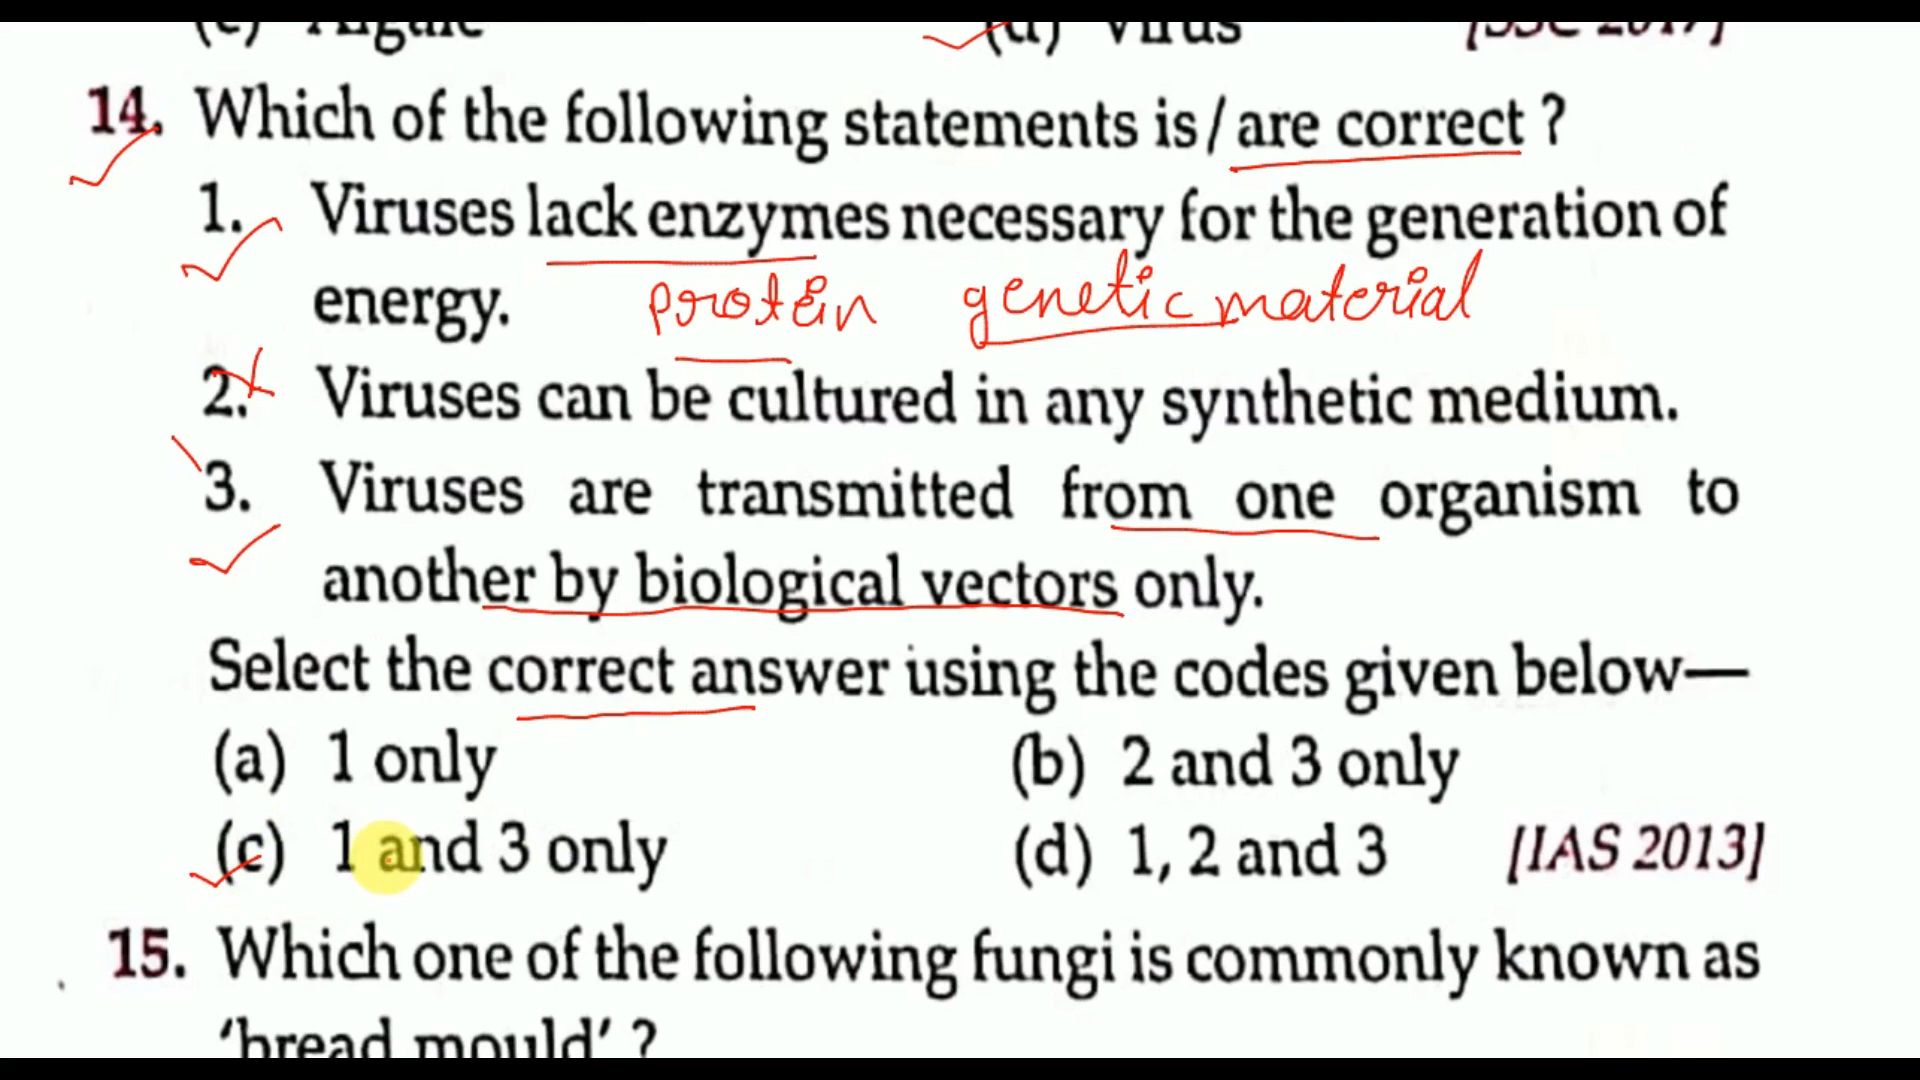 (d) Virus
14. Which of the following statements is / are correct ?
1. Viruses lack enzymes necessary for the generation of
energy. protein genetic material
2. Viruses can be cultured in any synthetic medium.
3. Viruses are transmitted from one organism to
another by biological vectors only.
Select the correct answer using the codes given below—
(a) 1 only (b) 2 and 3 only
(c) 1 and 3 only (d) 1, 2 and 3 [IAS 2013]
15. Which one of the following fungi is commonly known as
'bread mould' ?